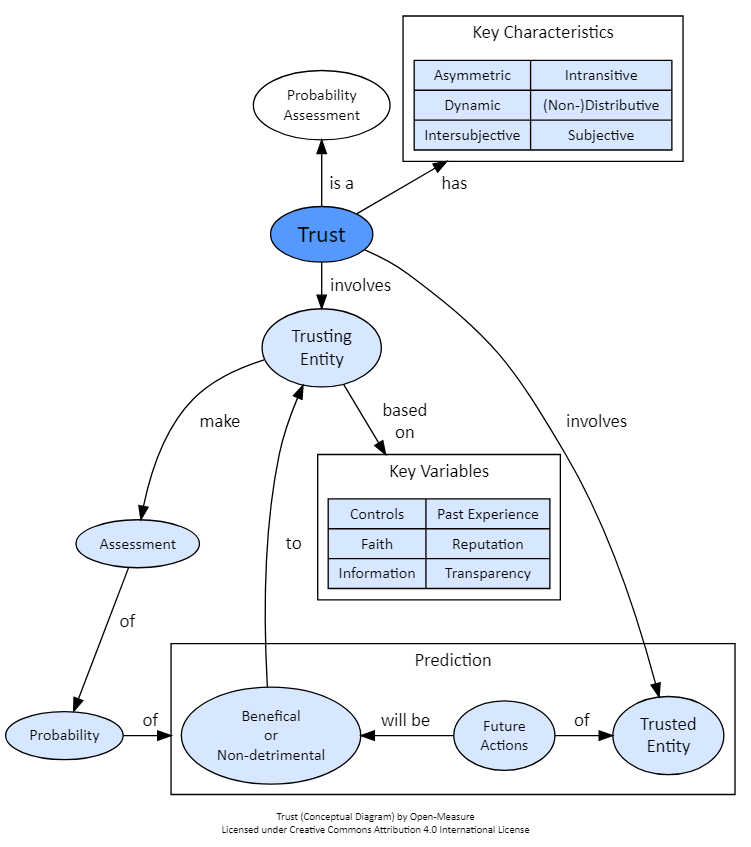 Key Characteristics
Asymmetric Intransitive
Dynamic (Non-)Distributive
Intersubjective Subjective
Probability
Assessment
is a
has
Trust
involves
Trusting
Entity
make
based
on
involves
Key Variables
Controls Past Experience
Faith Reputation
Information Transparency
Assessment
to
of
Prediction
Probability
of
Benefical
or
Non-detrimental
will be
Future
Actions
of
Trusted
Entity
Trust (Conceptual Diagram) by Open-Measure
Licensed under Creative Commons Attribution 4.0 International License